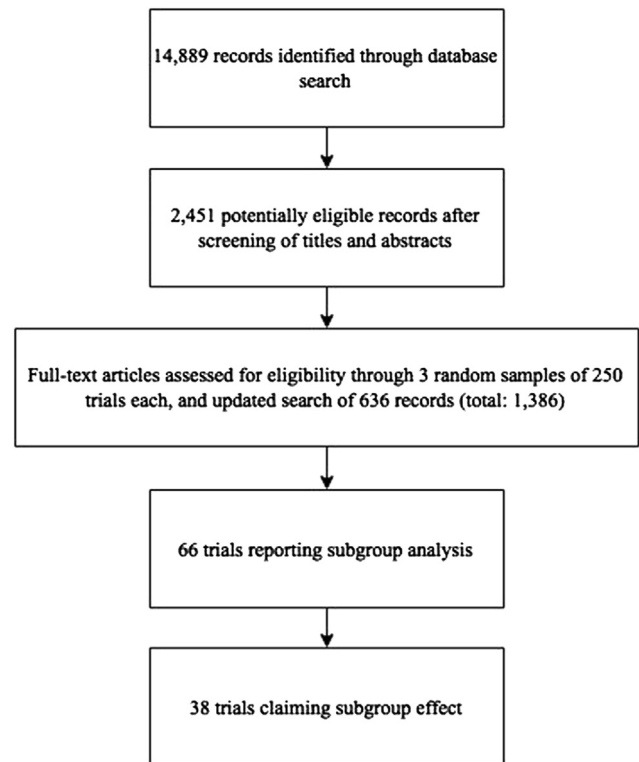 14,889 records identified through database
search
2,451 potentially eligible records after
screening of titles and abstracts
Full-text articles assessed for eligibility through 3 random samples of 250
trials each, and updated search of 636 records (total: 1,386)
66 trials reporting subgroup analysis
38 trials claiming subgroup effect